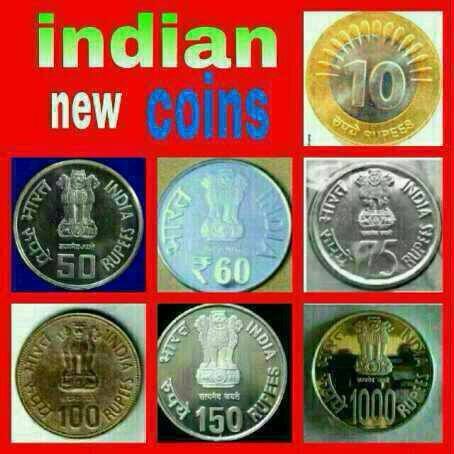 indian
new coins
10
रुपये RUPEES
भारत INDIA
सत्यमेव जयते
रुपये 50 RUPEES
भारत INDIA
₹ 60
भारत INDIA
रुपये 75 RUPEES
भारत INDIA
रुपये 100 RUPEES
भारत INDIA
सत्यमेव जयते
रुपये 150 RUPEES
INDIA
सत्यमेव जयते
1000 RUPEES